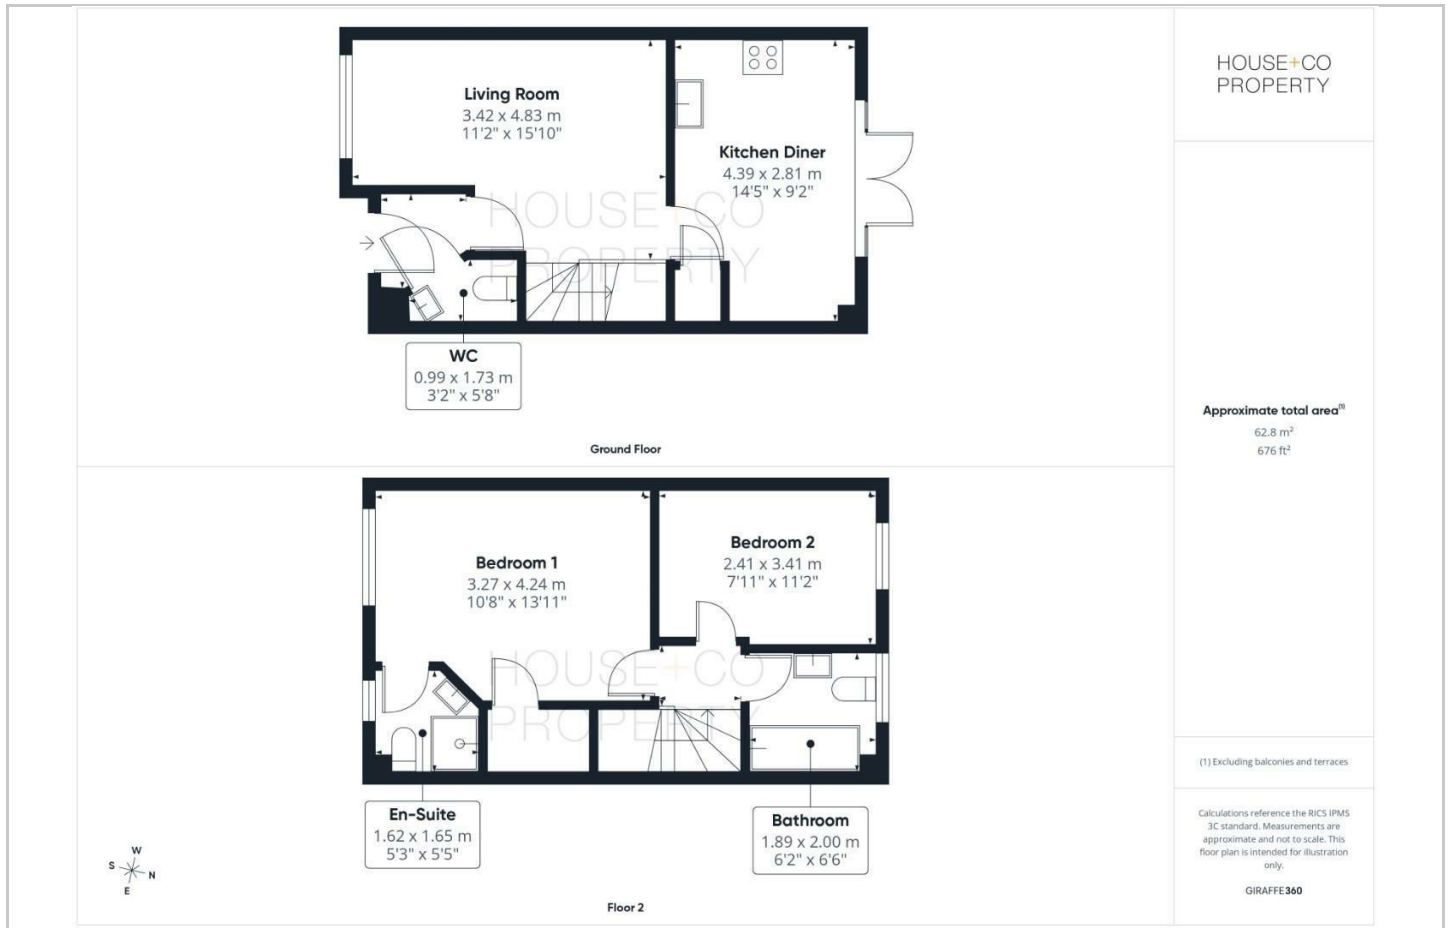 Living Room
3.42 x 4.83 m
11'2" x 15'10"
Kitchen Diner
4.39 x 2.81 m
14'5" x 9'2"
HOUSE+CO
PROPERTY
WC
0.99 x 1.73 m
3'2" x 5'8"
Ground Floor
Bedroom 1
3.27 x 4.24 m
10'8" x 13'11"
Bedroom 2
2.41 x 3.41 m
7'11" x 11'2"
HOUSE+CO
PROPERTY
En-Suite
1.62 x 1.65 m
5'3" x 5'5"
Bathroom
1.89 x 2.00 m
6'2" x 6'6"
W
S
N
E
Floor 2
HOUSE+CO
PROPERTY
Approximate total area(1)
62.8 m²
676 ft²
(1) Excluding balconies and terraces
Calculations reference the RICS IPMS
3C standard. Measurements are
approximate and not to scale. This
floor plan is intended for illustration
only.
GIRAFFE360